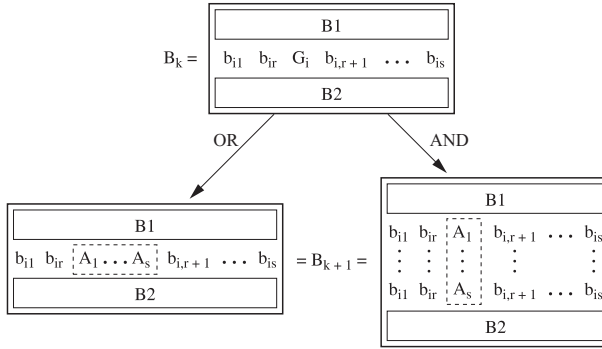 B1
B_k = b_i1 b_ir G_i b_i,r + 1 ... b_is
B2
OR AND
B1
b_i1 b_ir A_1 ... A_s b_i,r + 1 ... b_is
B2
= B_k + 1 =
B1
b_i1 b_ir A_1 b_i,r + 1 ... b_is
⋮ ⋮ ⋮ ⋮ ⋮
b_i1 b_ir A_s b_i,r + 1 ... b_is
B2